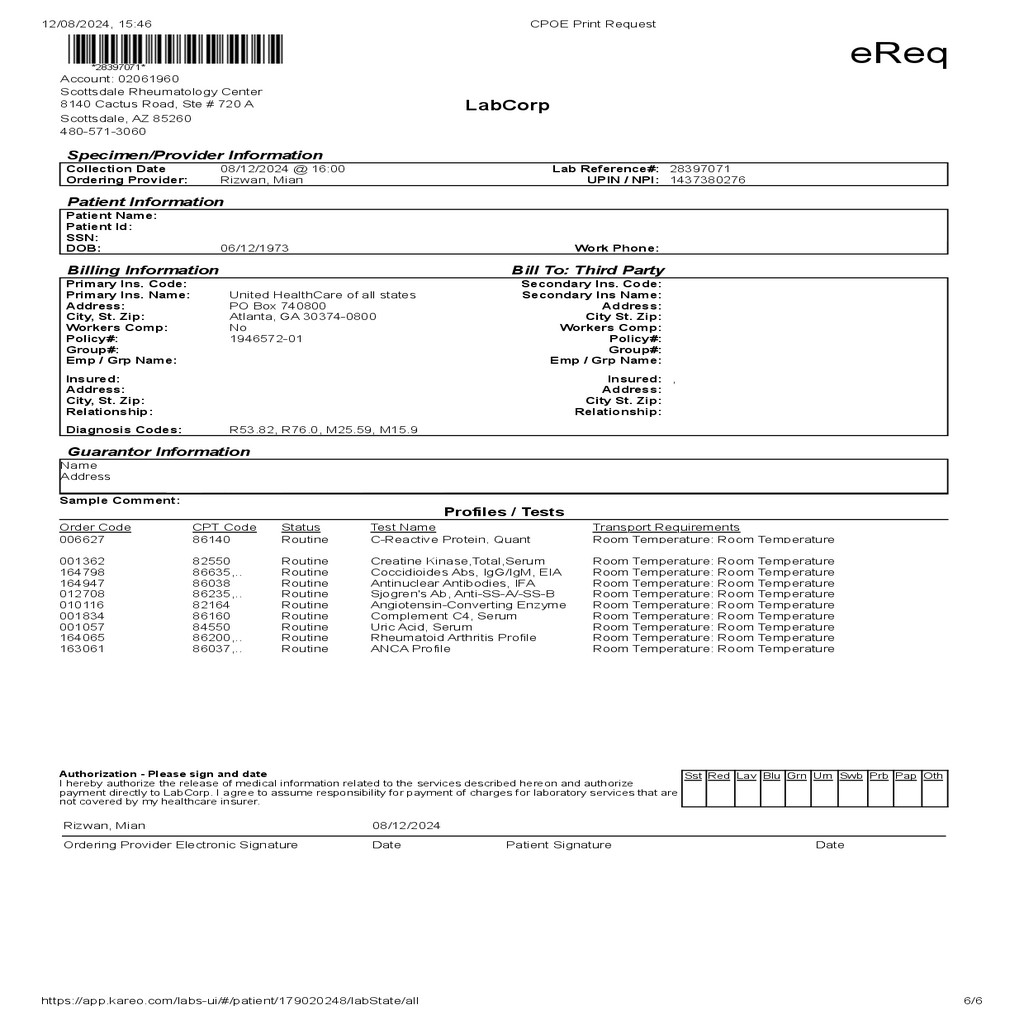 12/08/2024, 15:46 CPOE Print Request
*28397071*
eReq
Account: 02061960
Scottsdale Rheumatology Center
8140 Cactus Road, Ste # 720 A
Scottsdale, AZ 85260
480-571-3060
LabCorp
Specimen/Provider Information
Collection Date 08/12/2024 @ 16:00 Lab Reference#: 28397071
Ordering Provider: Rizwan, Mian UPIN / NPI: 1437380276
Patient Information
Patient Name:
Patient Id:
SSN:
DOB: 06/12/1973 Work Phone:
Billing Information Bill To: Third Party
Primary Ins. Code: Secondary Ins. Code:
Primary Ins. Name: United HealthCare of all states Secondary Ins Name:
Address: PO Box 740800 Address:
City, St. Zip: Atlanta, GA 30374-0800 City St. Zip:
Workers Comp: No Workers Comp:
Policy#: 1946572-01 Policy#:
Group#: Group#:
Emp / Grp Name: Emp / Grp Name:
Insured: Insured: ,
Address: Address:
City, St. Zip: City St. Zip:
Relationship: Relationship:
Diagnosis Codes: R53.82, R76.0, M25.59, M15.9
Guarantor Information
Name
Address
Sample Comment:
Profiles / Tests
Order Code CPT Code Status Test Name Transport Requirements
006627 86140 Routine C-Reactive Protein, Quant Room Temperature: Room Temperature
001362 82550 Routine Creatine Kinase,Total,Serum Room Temperature: Room Temperature
164798 86635,.. Routine Coccidioides Abs, IgG/IgM, EIA Room Temperature: Room Temperature
164947 86038 Routine Antinuclear Antibodies, IFA Room Temperature: Room Temperature
012708 86235,.. Routine Sjogren's Ab, Anti-SS-A/-SS-B Room Temperature: Room Temperature
010116 82164 Routine Angiotensin-Converting Enzyme Room Temperature: Room Temperature
001834 86160 Routine Complement C4, Serum Room Temperature: Room Temperature
001057 84550 Routine Uric Acid, Serum Room Temperature: Room Temperature
164065 86200,.. Routine Rheumatoid Arthritis Profile Room Temperature: Room Temperature
163061 86037,.. Routine ANCA Profile Room Temperature: Room Temperature
Authorization - Please sign and date
I hereby authorize the release of medical information related to the services described hereon and authorize
payment directly to LabCorp. I agree to assume responsibility for payment of charges for laboratory services that are
not covered by my healthcare insurer.
Sst Red Lav Blu Grn Urn Swb Prb Pap Oth
Rizwan, Mian 08/12/2024
Ordering Provider Electronic Signature Date Patient Signature Date
https://app.kareo.com/labs-ui/#/patient/179020248/labState/all 6/6